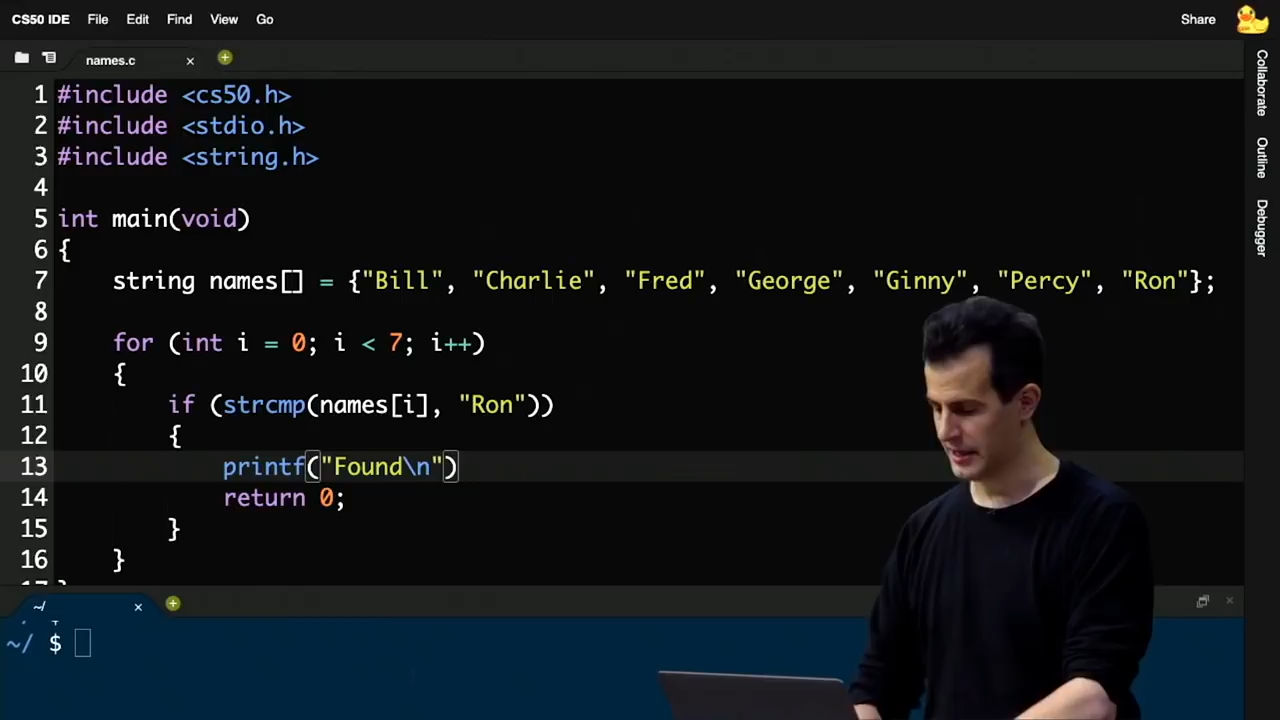 CS50 IDE File Edit Find View Go Share
names.c
1 #include <cs50.h>
2 #include <stdio.h>
3 #include <string.h>
4
5 int main(void)
6 {
7 string names[] = {"Bill", "Charlie", "Fred", "George", "Ginny", "Percy", "Ron"};
8
9 for (int i = 0; i < 7; i++)
10 {
11 if (strcmp(names[i], "Ron"))
12 {
13 printf("Found\n")
14 return 0;
15 }
16 }
17 }
~/
~/ $
Collaborate
Outline
Debugger